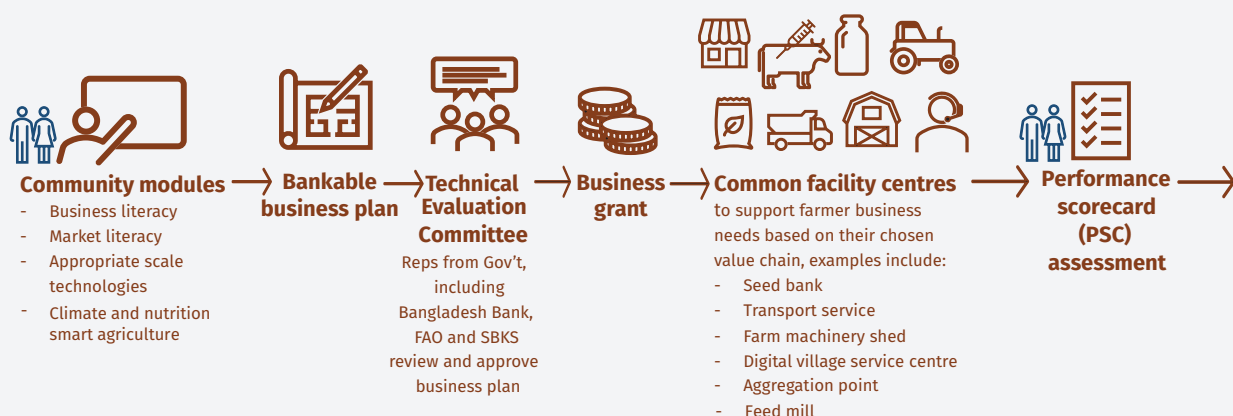 Community modules
- Business literacy
- Market literacy
- Appropriate scale
technologies
- Climate and nutrition
smart agriculture
Bankable
business plan
Technical
Evaluation
Committee
Reps from Gov't,
including
Bangladesh Bank,
FAO and SBKS
review and approve
business plan
Business
grant
Common facility centres
to support farmer business
needs based on their chosen
value chain, examples include:
- Seed bank
- Transport service
- Farm machinery shed
- Digital village service centre
- Aggregation point
- Feed mill
Performance
scorecard
(PSC)
assessment